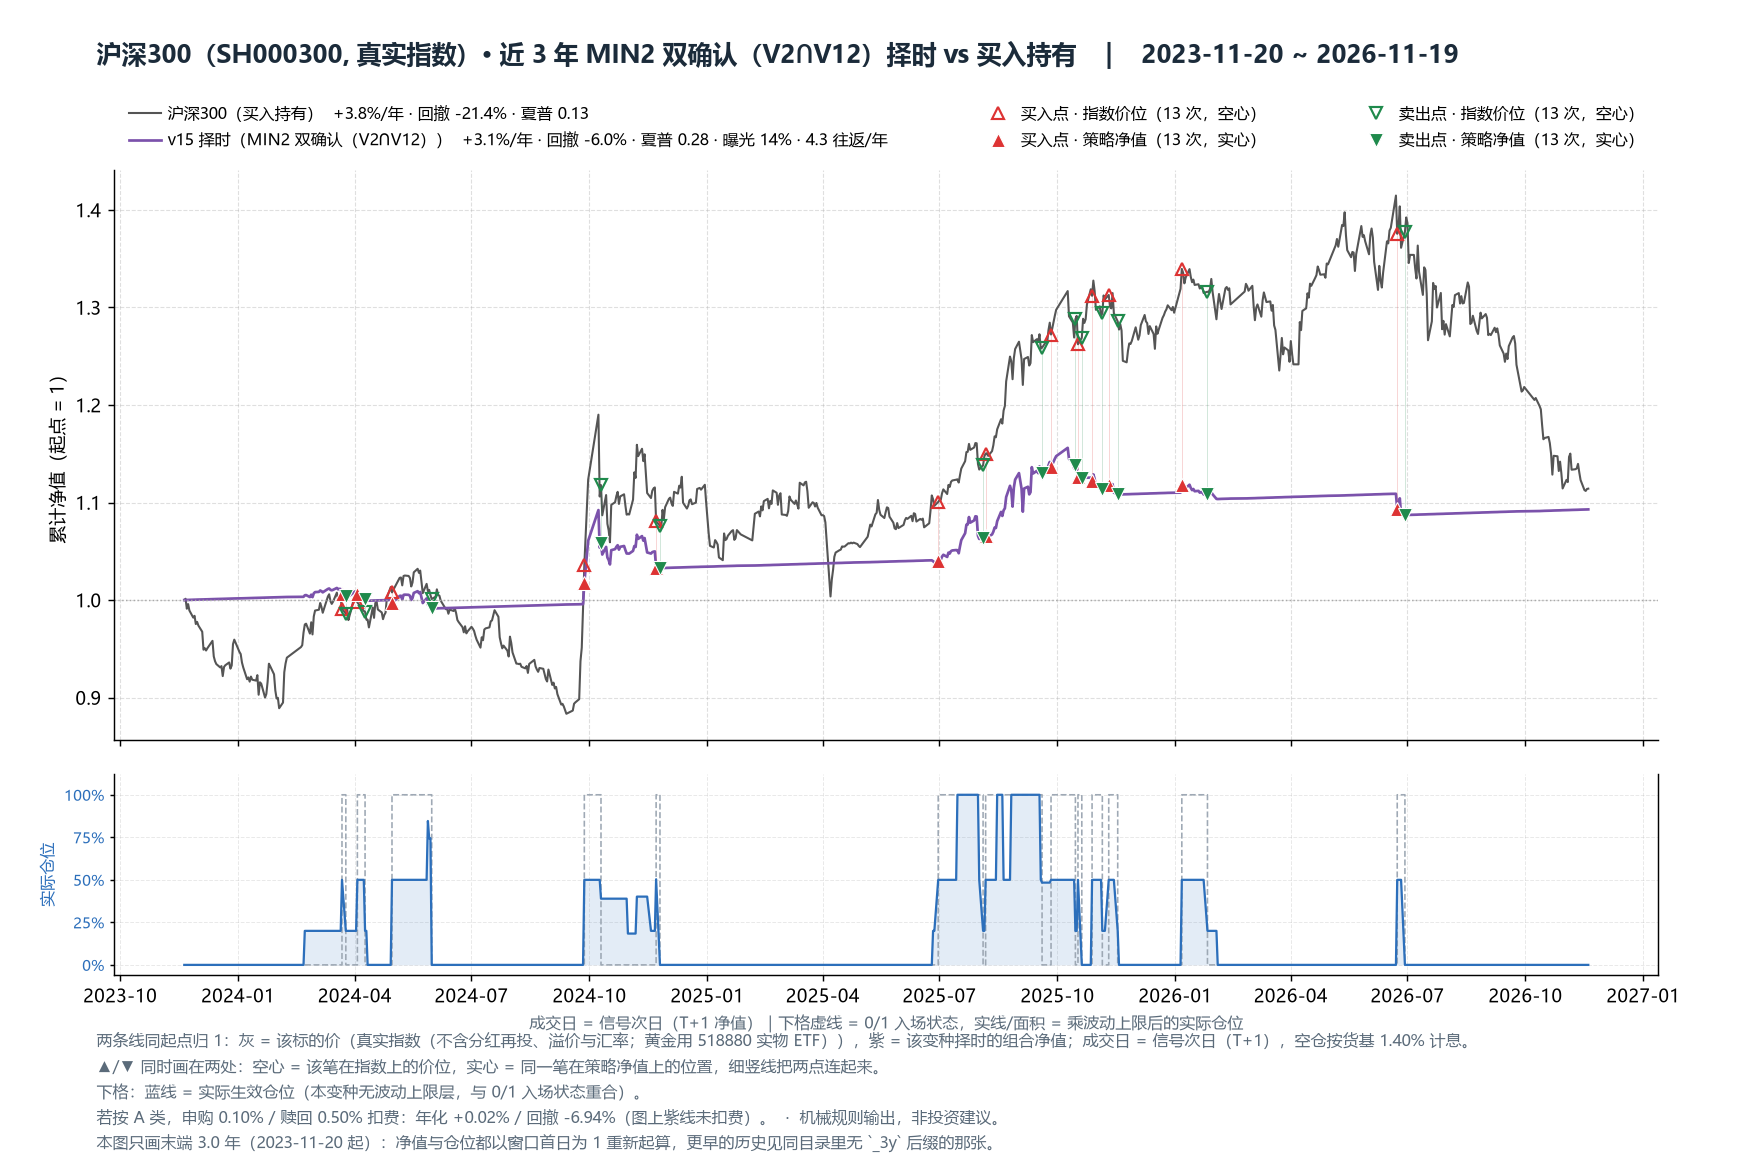 沪深300（SH000300, 真实指数）• 近 3 年 MIN2 双确认（V2∩V12）择时 vs 买入持有 | 2023-11-20 ~ 2026-11-19
沪深300（买入持有） +3.8%/年 · 回撤 -21.4% · 夏普 0.13
v15 择时（MIN2 双确认（V2∩V12）） +3.1%/年 · 回撤 -6.0% · 夏普 0.28 · 曝光 14% · 4.3 往返/年
买入点 · 指数价位（13 次，空心）
买入点 · 策略净值（13 次，实心）
卖出点 · 指数价位（13 次，空心）
卖出点 · 策略净值（13 次，实心）
累计净值（起点 = 1）
1.4
1.3
1.2
1.1
1.0
0.9
实际仓位
100%
75%
50%
25%
0%
2023-10 2024-01 2024-04 2024-07 2024-10 2025-01 2025-04 2025-07 2025-10 2026-01 2026-04 2026-07 2026-10 2027-01
成交日 = 信号次日（T+1 净值）｜下格虚线 = 0/1 入场状态，实线/面积 = 乘波动上限后的实际仓位
两条线同起点归 1：灰 = 该标的价（真实指数（不含分红再投、溢价与汇率；黄金用 518880 实物 ETF）），紫 = 该变种择时的组合净值；成交日 = 信号次日（T+1），空仓按货基 1.40% 计息。
▲/▼ 同时画在两处：空心 = 该笔在指数上的价位，实心 = 同一笔在策略净值上的位置，细竖线把两点连起来。
下格：蓝线 = 实际生效仓位（本变种无波动上限层，与 0/1 入场状态重合）。
若按 A 类，申购 0.10% / 赎回 0.50% 扣费：年化 +0.02% / 回撤 -6.94%（图上紫线未扣费）。 · 机械规则输出，非投资建议。
本图只画末端 3.0 年（2023-11-20 起）：净值与仓位都以窗口首日为 1 重新起算，更早的历史见同目录里无 `_3y` 后缀的那张。